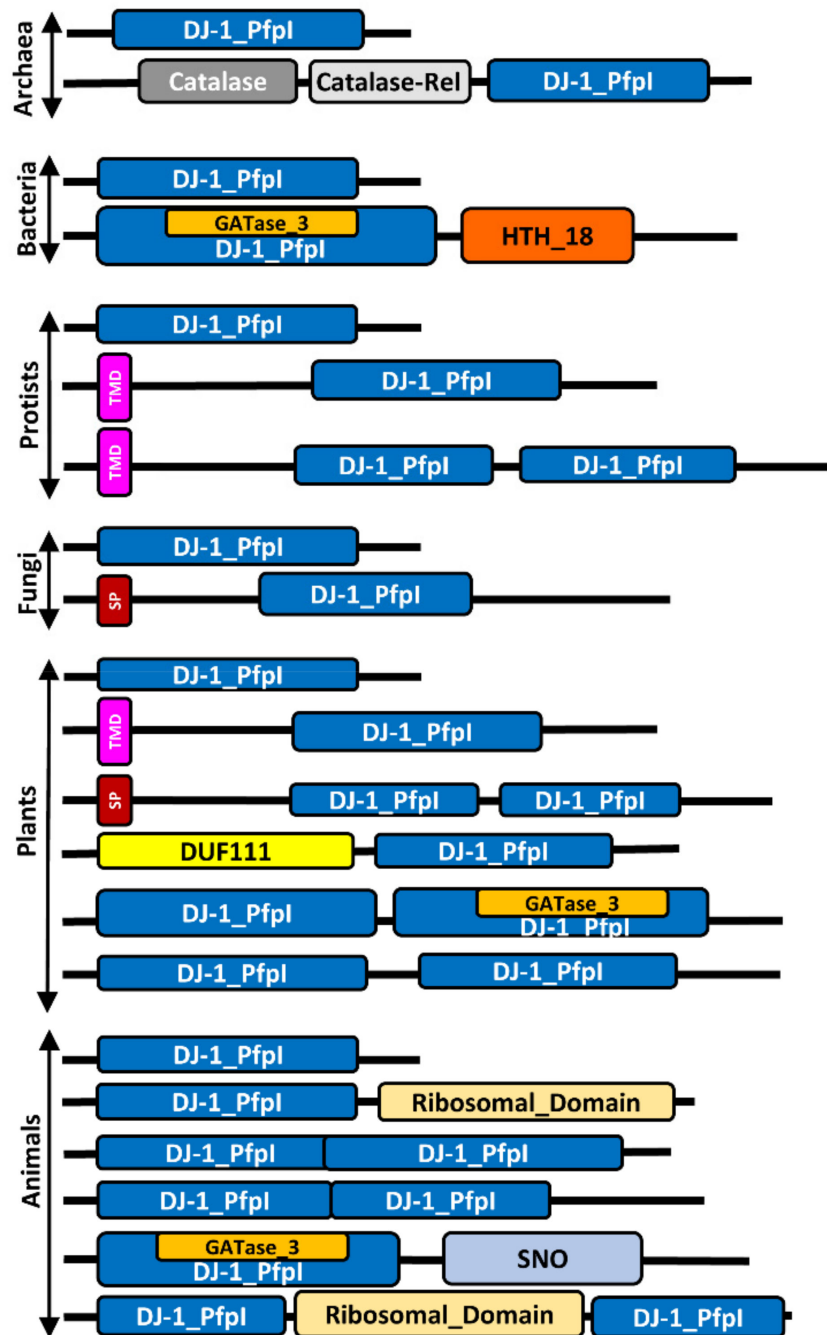 Archaea
DJ-1_PfpI
Catalase Catalase-Rel DJ-1_PfpI
Bacteria
DJ-1_PfpI
GATase_3
DJ-1_PfpI HTH_18
Protists
DJ-1_PfpI
TMD DJ-1_PfpI
TMD DJ-1_PfpI DJ-1_PfpI
Fungi
DJ-1_PfpI
SP DJ-1_PfpI
Plants
DJ-1_PfpI
TMD DJ-1_PfpI
SP DJ-1_PfpI DJ-1_PfpI
DUF111 DJ-1_PfpI
DJ-1_PfpI GATase_3
DJ-1_PfpI
DJ-1_PfpI DJ-1_PfpI
Animals
DJ-1_PfpI
DJ-1_PfpI Ribosomal_Domain
DJ-1_PfpI DJ-1_PfpI
DJ-1_PfpI DJ-1_PfpI
GATase_3
DJ-1_PfpI SNO
DJ-1_PfpI Ribosomal_Domain DJ-1_PfpI